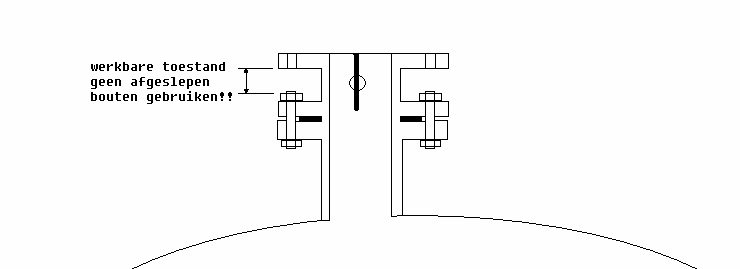 werkbare toestand
geen afgeslepen
bouten gebruiken!!